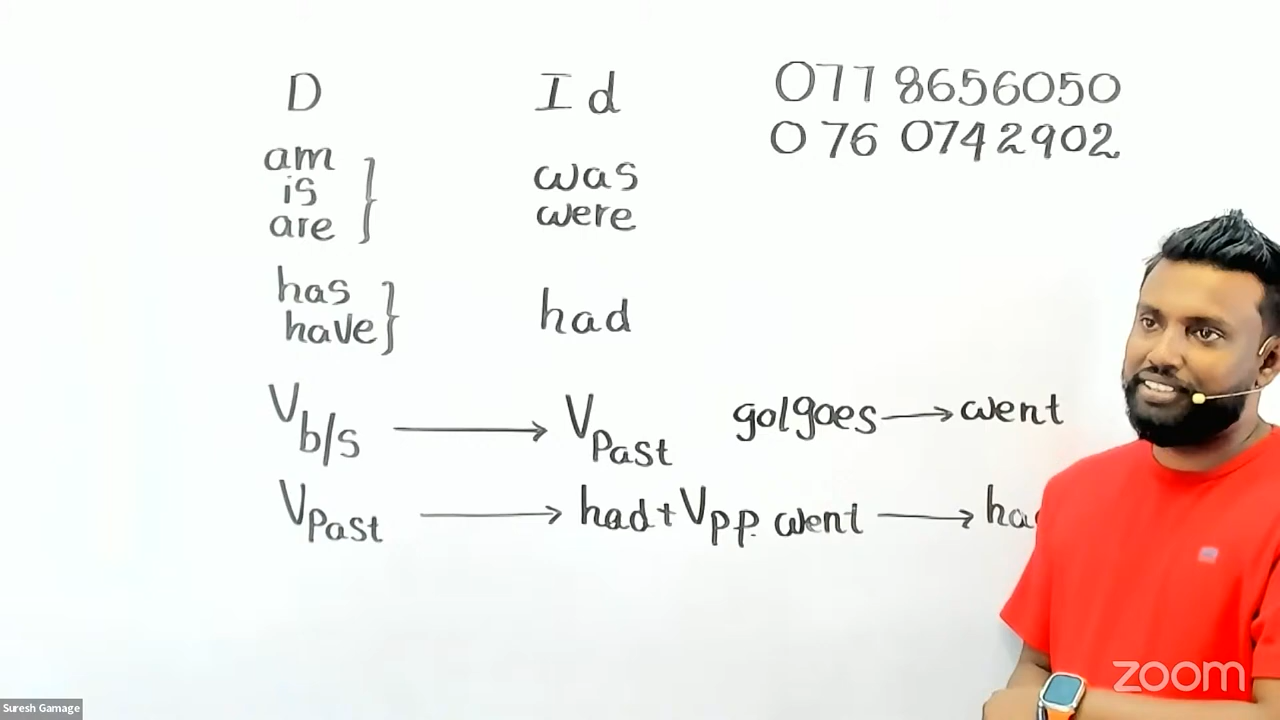 D Id 077 8656050
076 0742902
am
is was
are were
has
have had
Vb/s → VPast go/goes → went
VPast → had + Vp.p. went →
Suresh Gamage
zoom